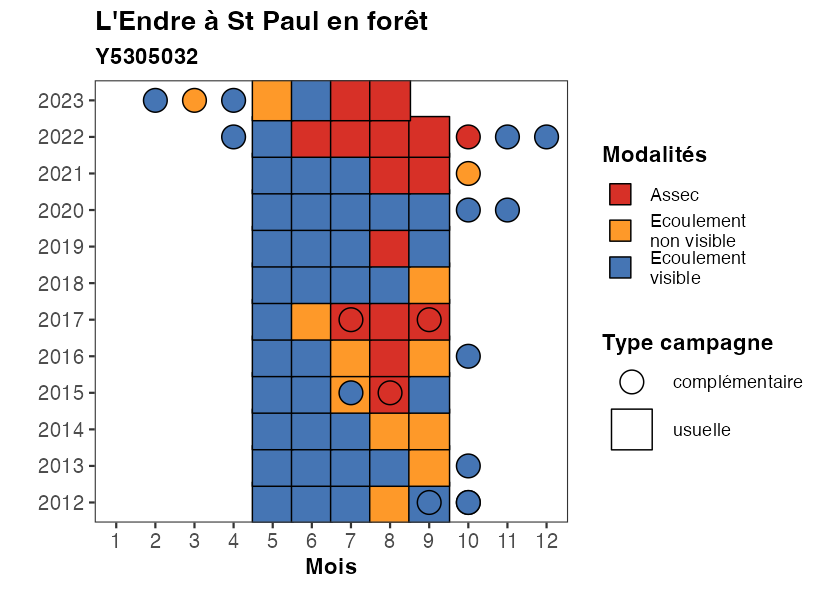 L'Endre à St Paul en forêt
Y5305032
2023
2022
2021
2020
2019
2018
2017
2016
2015
2014
2013
2012
1 2 3 4 5 6 7 8 9 10 11 12
Mois
Modalités
Assec
Ecoulement
non visible
Ecoulement
visible
Type campagne
complémentaire
usuelle